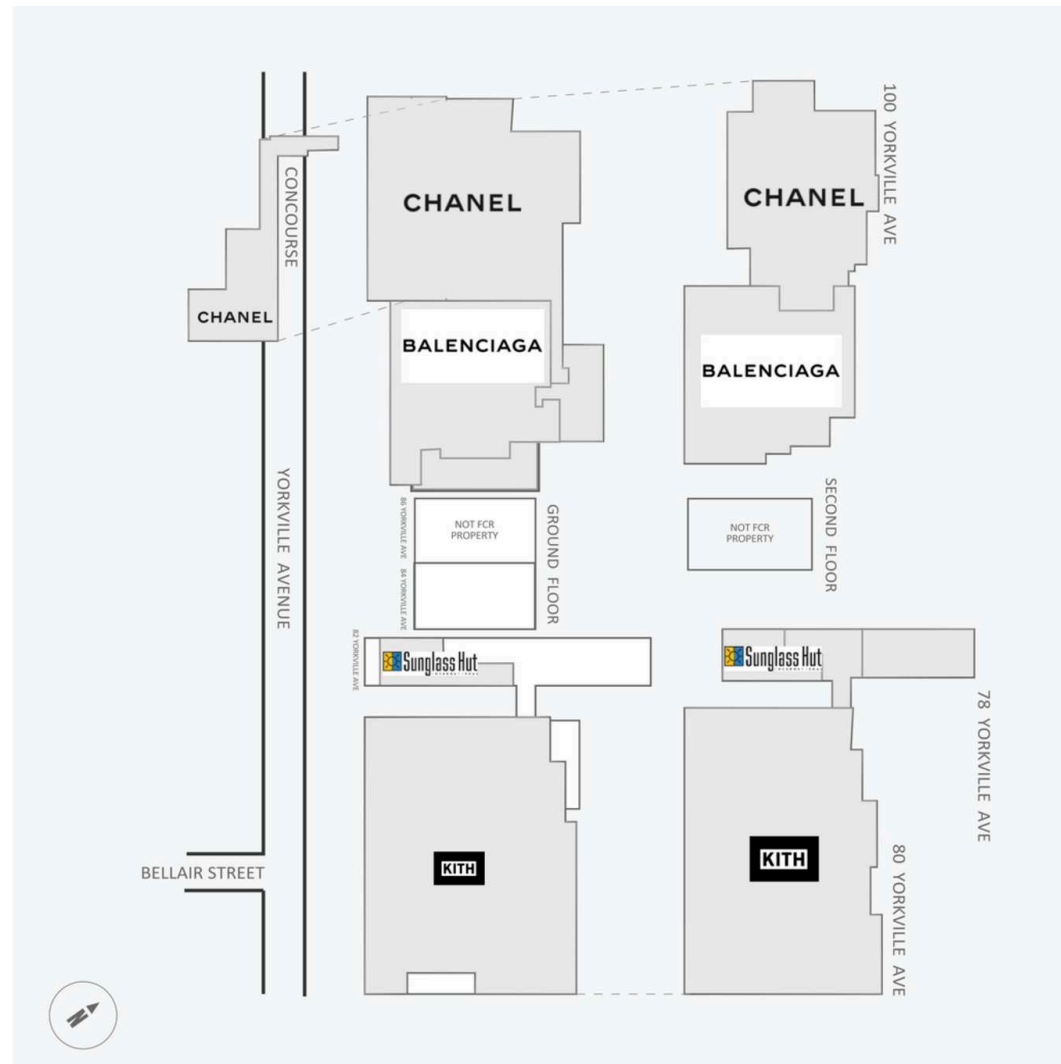 100 YORKVILLE AVE
CONCOURSE
CHANEL
CHANEL
CHANEL
BALENCIAGA
BALENCIAGA
YORKVILLE AVENUE
86 YORKVILLE AVE
NOT FCR
PROPERTY
GROUND FLOOR
NOT FCR
PROPERTY
SECOND FLOOR
84 YORKVILLE AVE
82 YORKVILLE AVE
Sunglass Hut
Sunglass Hut
78 YORKVILLE AVE
KITH
KITH
80 YORKVILLE AVE
BELLAIR STREET
N